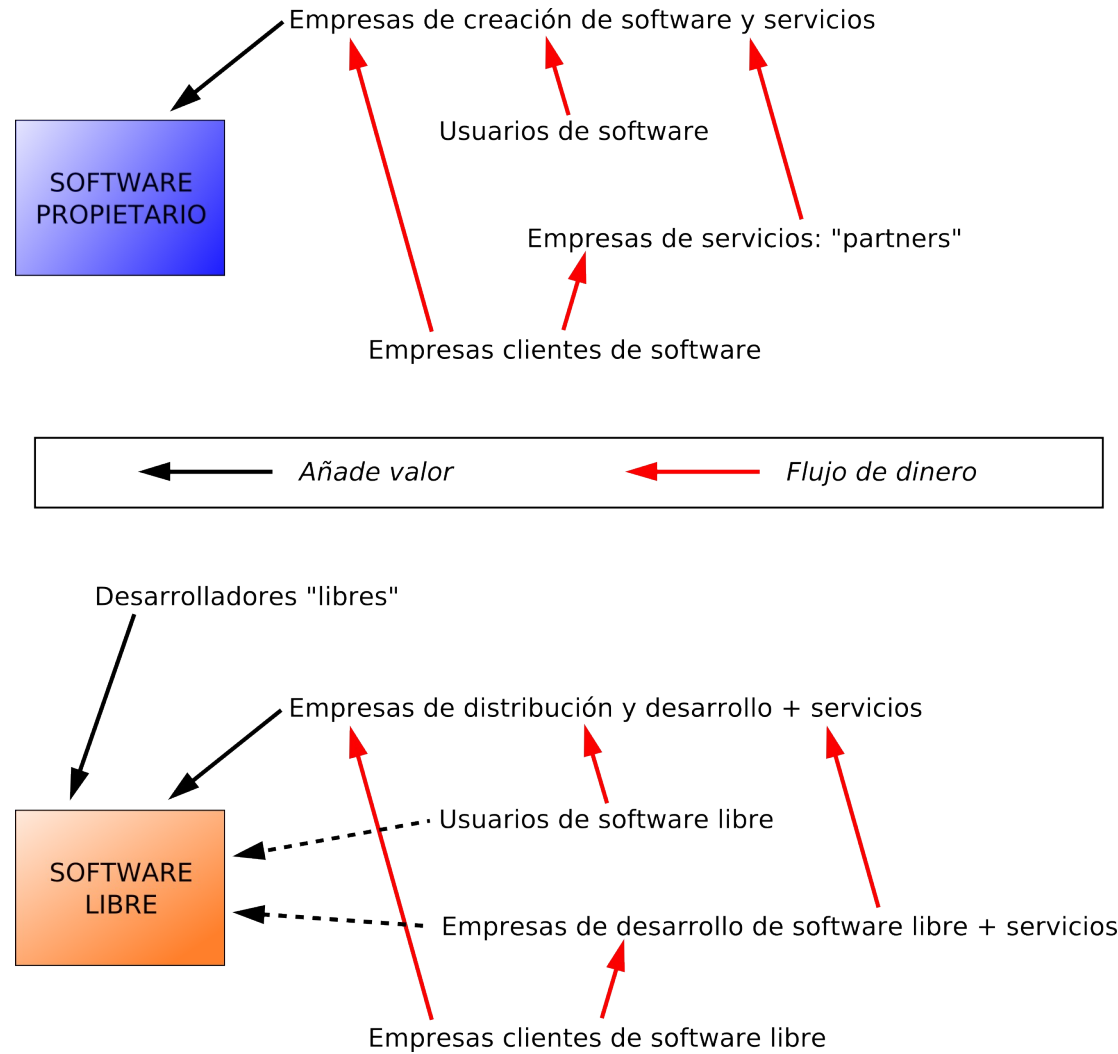 Empresas de creación de software y servicios
Usuarios de software
SOFTWARE
PROPIETARIO
Empresas de servicios: "partners"
Empresas clientes de software
Añade valor
Flujo de dinero
Desarrolladores "libres"
Empresas de distribución y desarrollo + servicios
Usuarios de software libre
SOFTWARE
LIBRE
Empresas de desarrollo de software libre + servicios
Empresas clientes de software libre